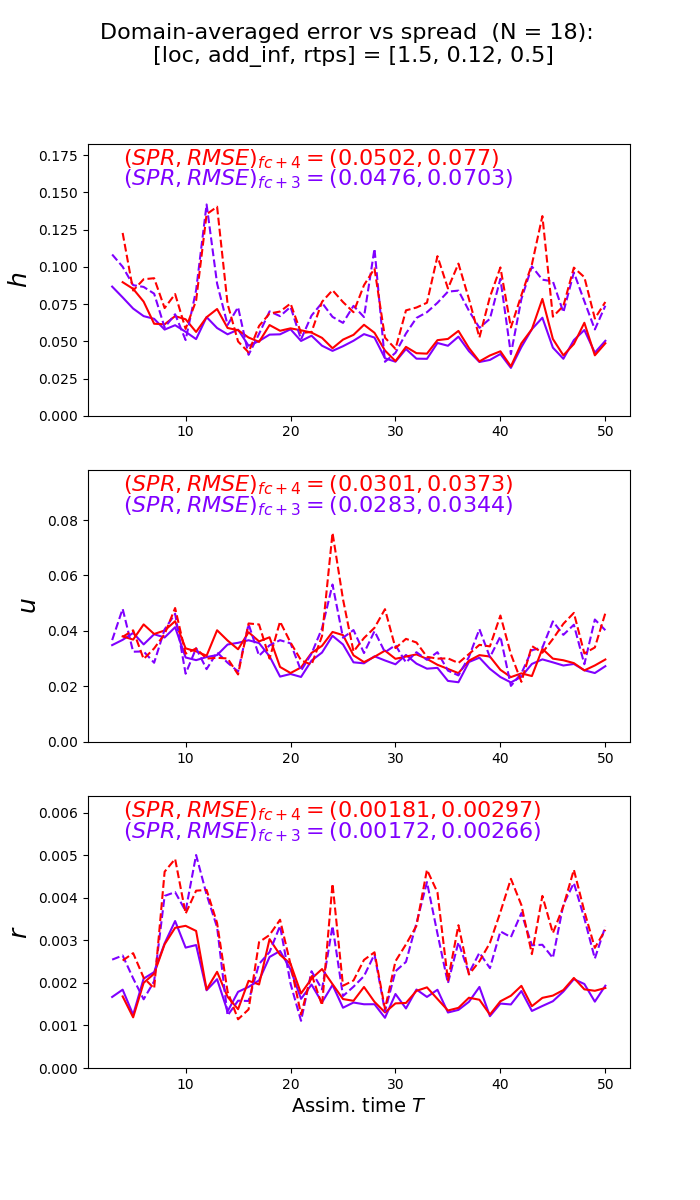 Domain-averaged error vs spread (N = 18):
[loc, add_inf, rtps] = [1.5, 0.12, 0.5]
(SPR, RMSE)fc+4 = (0.0502, 0.077)
(SPR, RMSE)fc+3 = (0.0476, 0.0703)
0.175
0.150
0.125
0.100
0.075
0.050
0.025
0.000
h
10 20 30 40 50
(SPR, RMSE)fc+4 = (0.0301, 0.0373)
(SPR, RMSE)fc+3 = (0.0283, 0.0344)
0.08
0.06
0.04
0.02
0.00
u
10 20 30 40 50
(SPR, RMSE)fc+4 = (0.00181, 0.00297)
(SPR, RMSE)fc+3 = (0.00172, 0.00266)
0.006
0.005
0.004
0.003
0.002
0.001
0.000
r
10 20 30 40 50
Assim. time T